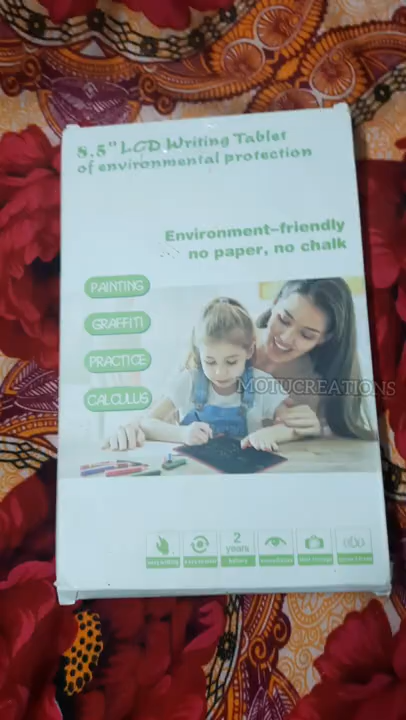 8.5" LCD Writing Tablet
of environmental protection
Environment-friendly
no paper, no chalk
PAINTING
GRAFFITI
PRACTICE
CALCULUS
MOTUCREATIONS
2
years
battery